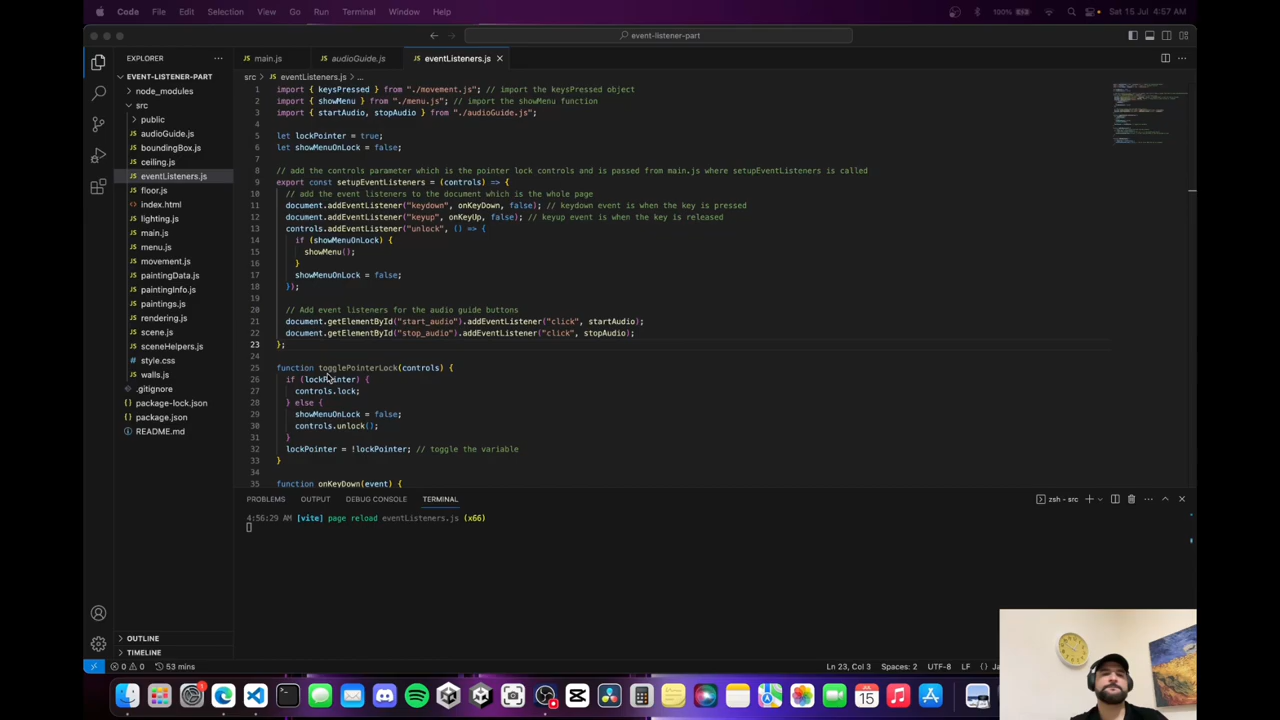 Code File Edit Selection View Go Run Terminal Window Help 100% Sat 15 Jul 4:57 AM
event-listener-part
EXPLORER
EVENT-LISTENER-PART
node_modules
src
public
audioGuide.js
boundingBox.js
ceiling.js
eventListeners.js
floor.js
index.html
lighting.js
main.js
menu.js
movement.js
paintingData.js
paintingInfo.js
paintings.js
rendering.js
scene.js
sceneHelpers.js
style.css
walls.js
.gitignore
package-lock.json
package.json
README.md
OUTLINE
TIMELINE
main.js audioGuide.js eventListeners.js
src > eventListeners.js > ...
1 import { keysPressed } from "./movement.js"; // import the keysPressed object
2 import { showMenu } from "./menu.js"; // import the showMenu function
3 import { startAudio, stopAudio } from "./audioGuide.js";
4
5 let lockPointer = true;
6 let showMenuOnLock = false;
7
8 // add the controls parameter which is the pointer lock controls and is passed from main.js where setupEventListeners is called
9 export const setupEventListeners = (controls) => {
10 // add the event listeners to the document which is the whole page
11 document.addEventListener("keydown", onKeyDown, false); // keydown event is when the key is pressed
12 document.addEventListener("keyup", onKeyUp, false); // keyup event is when the key is released
13 controls.addEventListener("unlock", () => {
14 if (showMenuOnLock) {
15 showMenu();
16 }
17 showMenuOnLock = false;
18 });
19
20 // Add event listeners for the audio guide buttons
21 document.getElementById("start_audio").addEventListener("click", startAudio);
22 document.getElementById("stop_audio").addEventListener("click", stopAudio);
23 };
24
25 function togglePointerLock(controls) {
26 if (lockPointer) {
27 controls.lock;
28 } else {
29 showMenuOnLock = false;
30 controls.unlock();
31 }
32 lockPointer = !lockPointer; // toggle the variable
33 }
34
35 function onKeyDown(event) {
PROBLEMS OUTPUT DEBUG CONSOLE TERMINAL zsh - src
4:56:29 AM [vite] page reload eventListeners.js (x66)
0 0 53 mins Ln 23, Col 3 Spaces: 2 UTF-8 LF {}